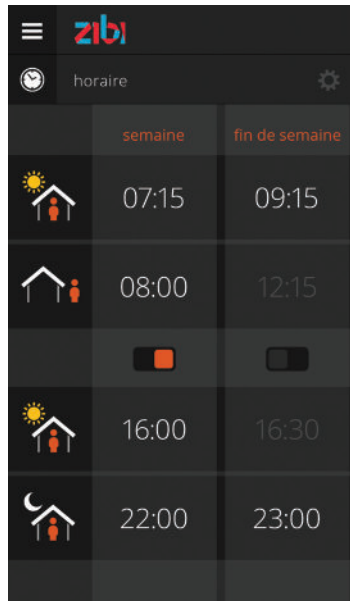 zibi
horaire
semaine fin de semaine
07:15 09:15
08:00 12:15
16:00 16:30
22:00 23:00